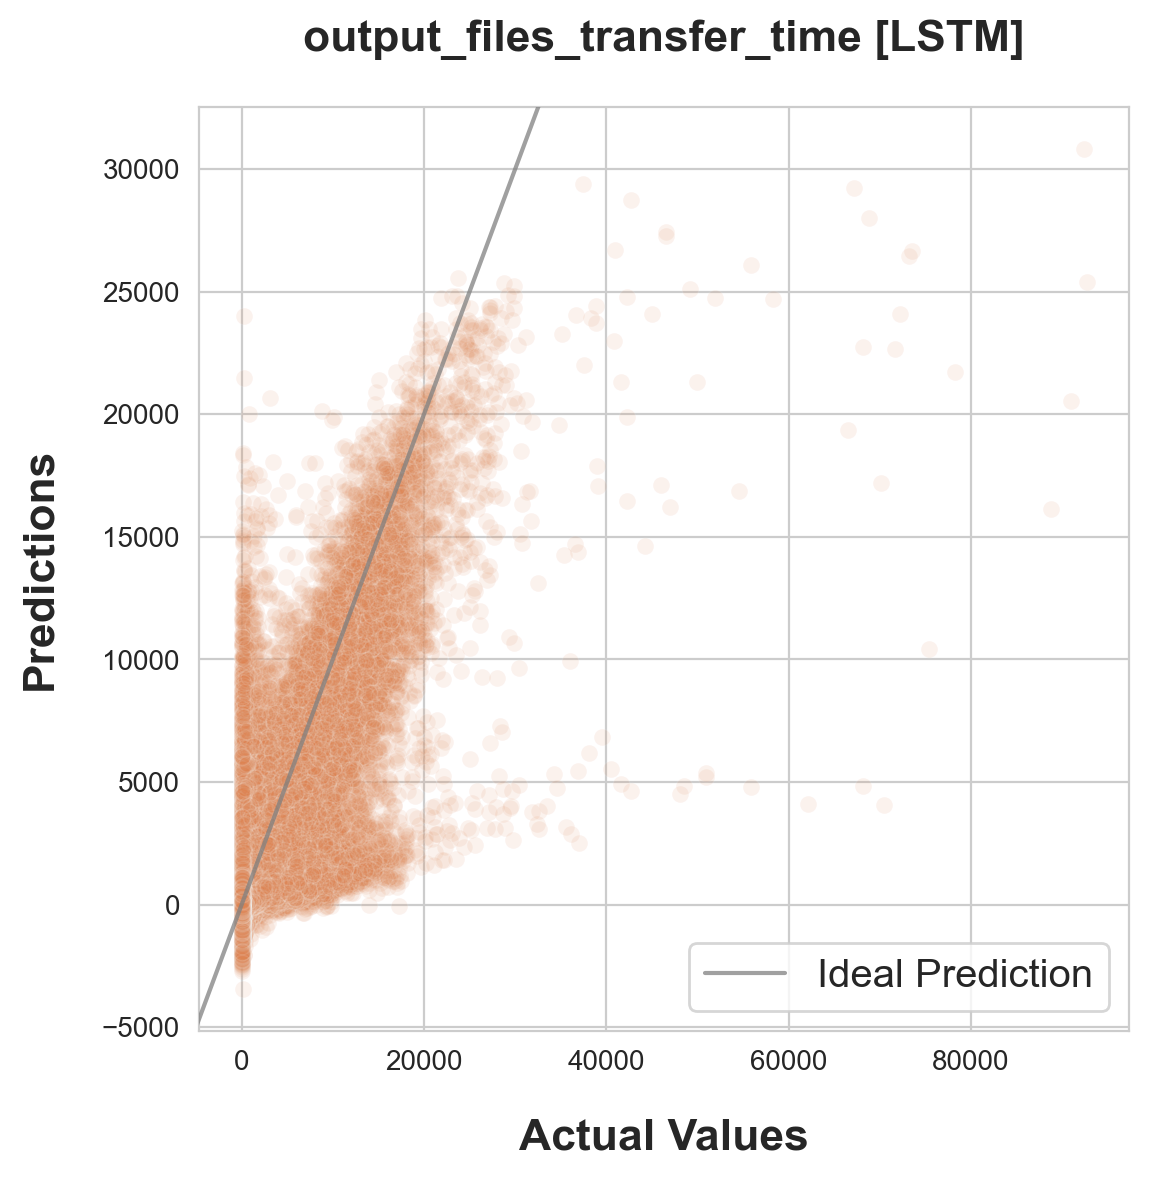 output_files_transfer_time [LSTM]
30000
25000
20000
15000
10000
5000
0
−5000
Predictions
0 20000 40000 60000 80000
Actual Values
Ideal Prediction